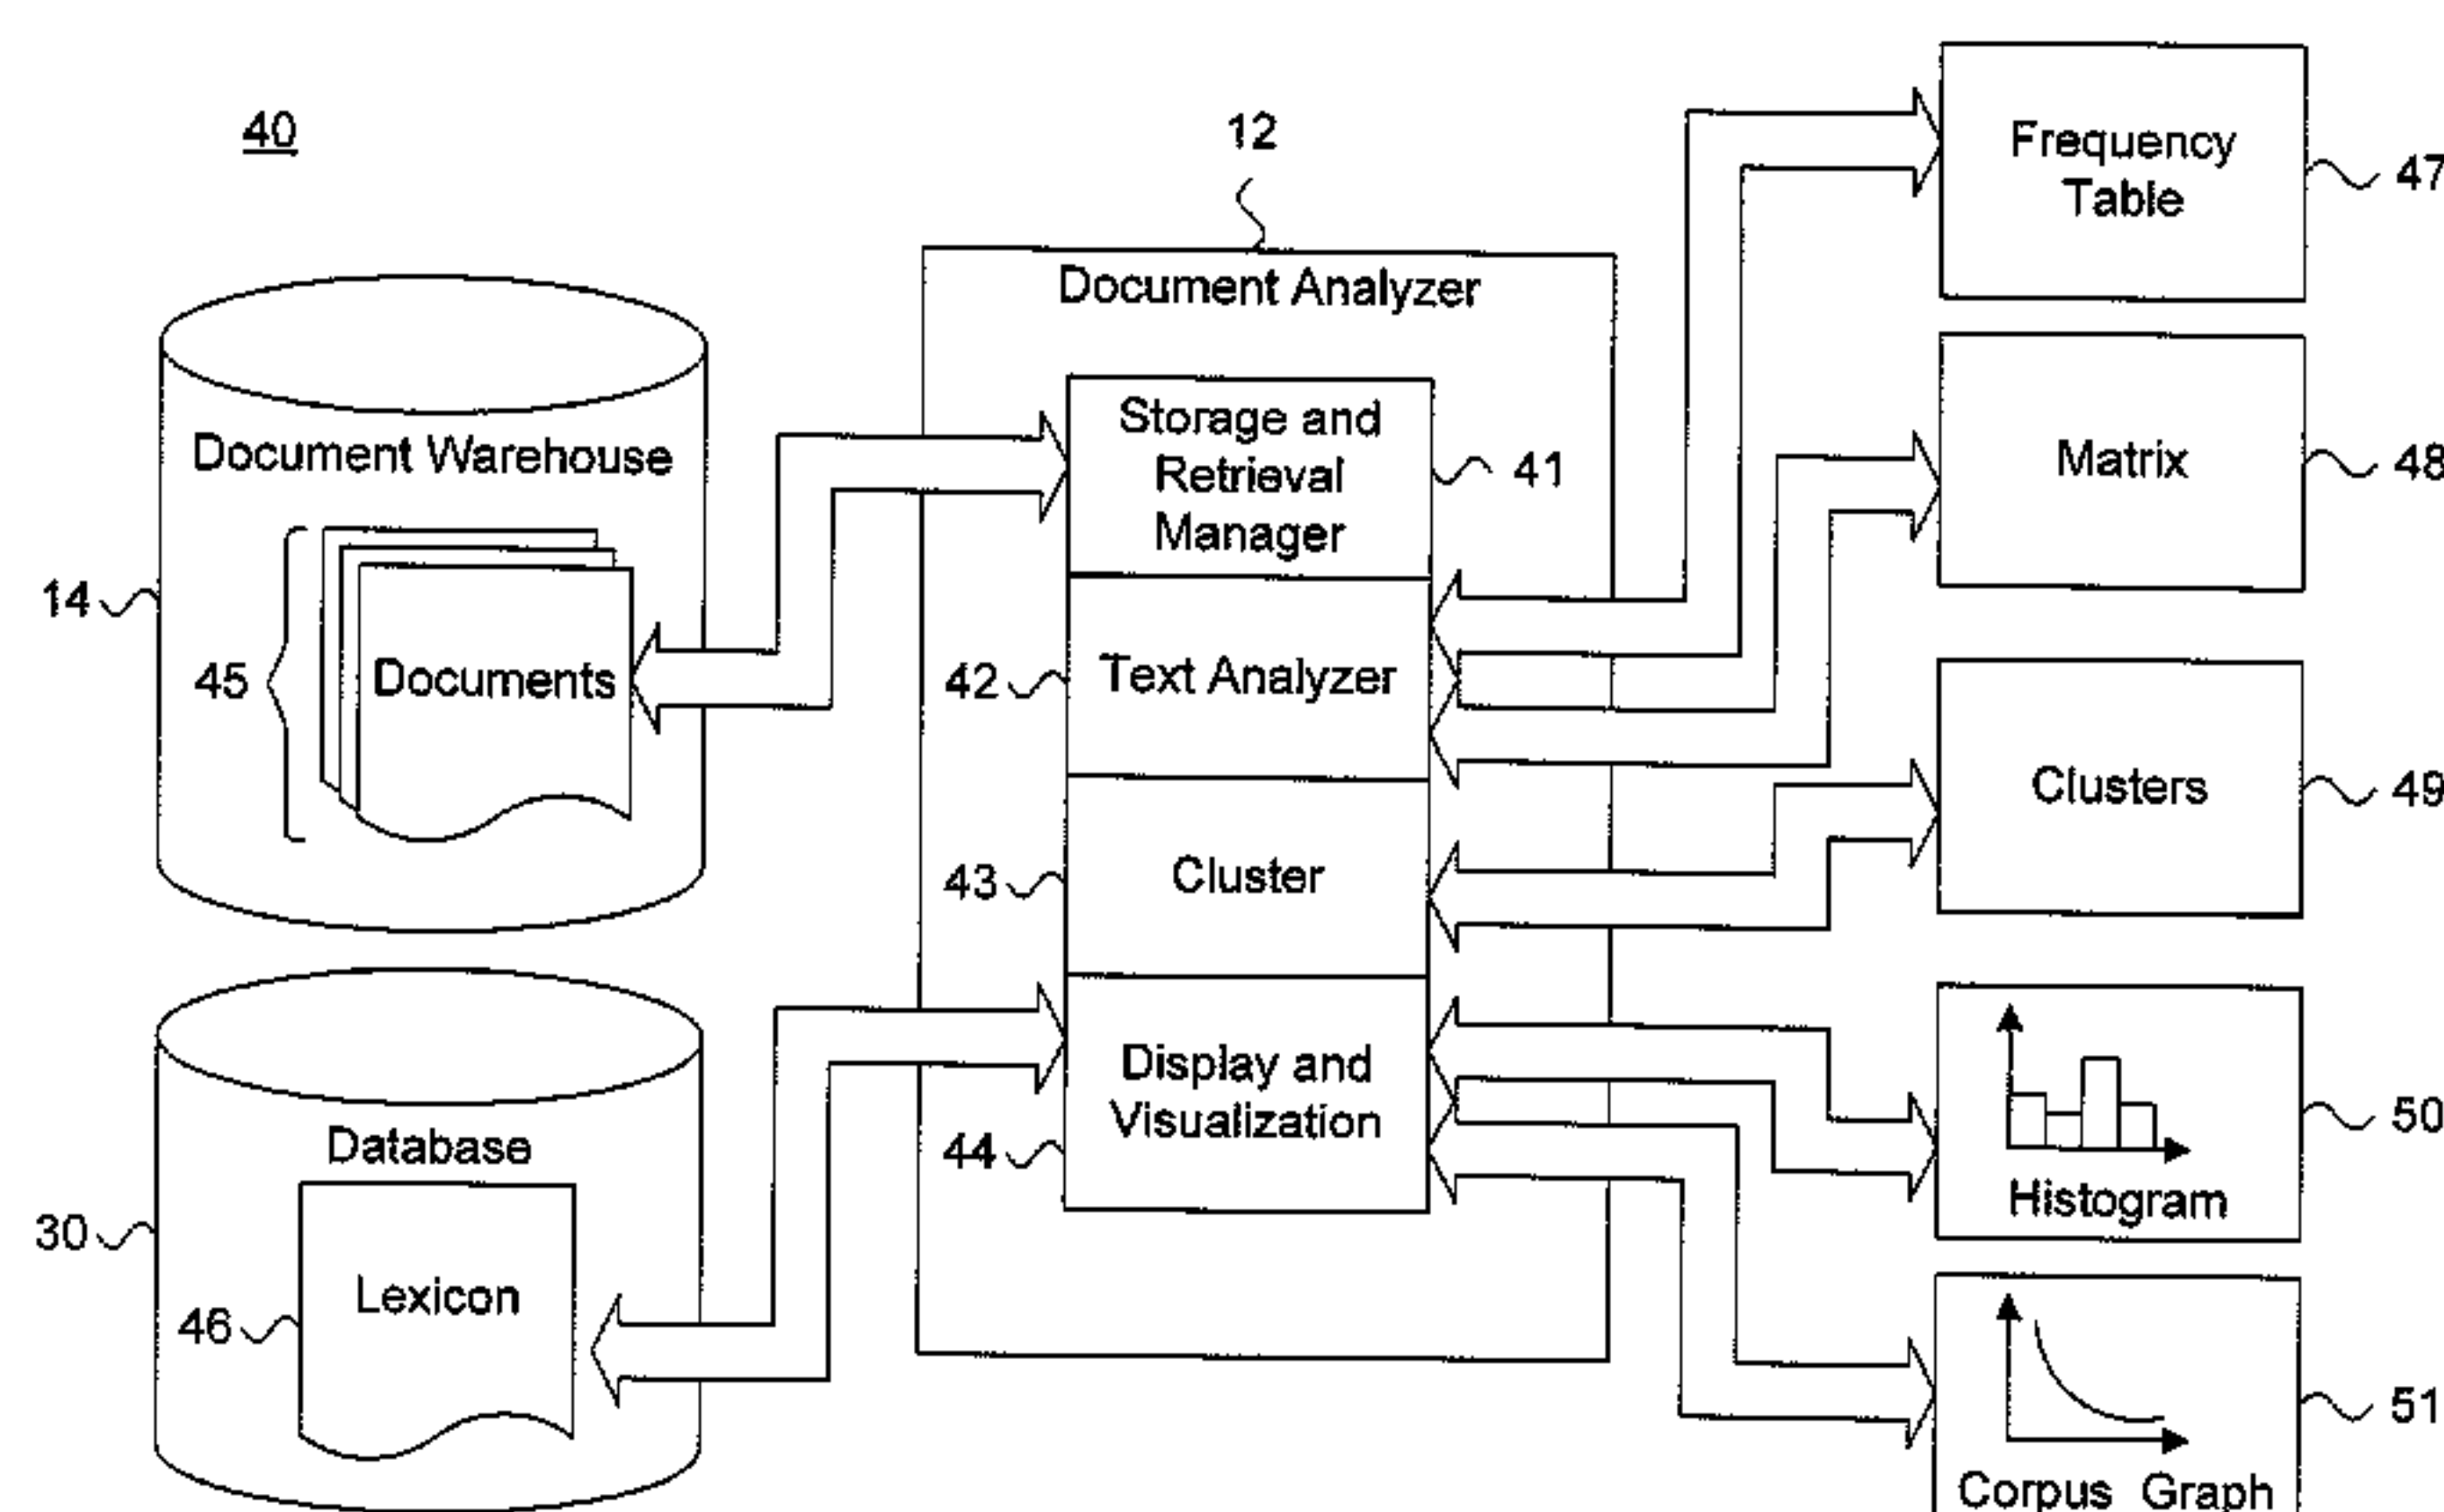 40
12
Document Analyzer
Frequency
Table
47
Document Warehouse
14
45
Documents
Storage and
Retrieval
Manager
41
42
Text Analyzer
43
Cluster
Display and
Visualization
44
Matrix
48
Clusters
49
Database
30
Lexicon
46
Histogram
50
51
Corpus Graph